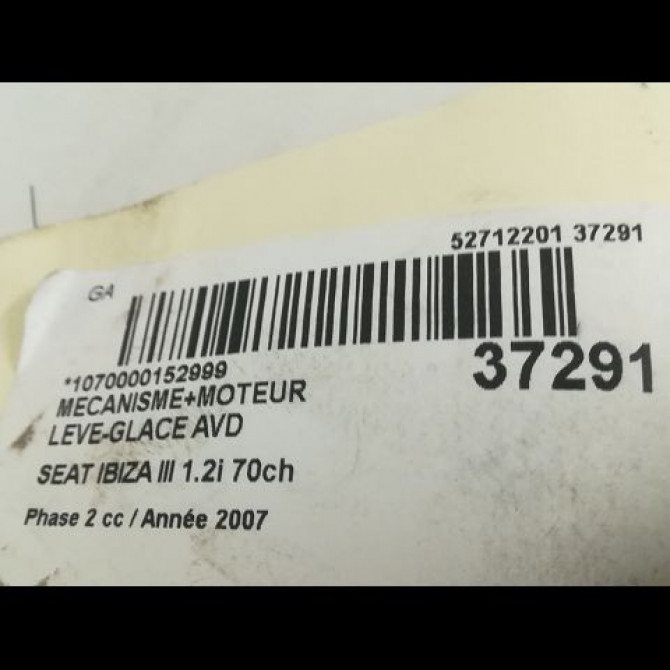 52712201 37291
GA
37291
*1070000152999
MECANISME+MOTEUR
LEVE-GLACE AVD
SEAT IBIZA III 1.2i 70ch
Phase 2 cc / Année 2007